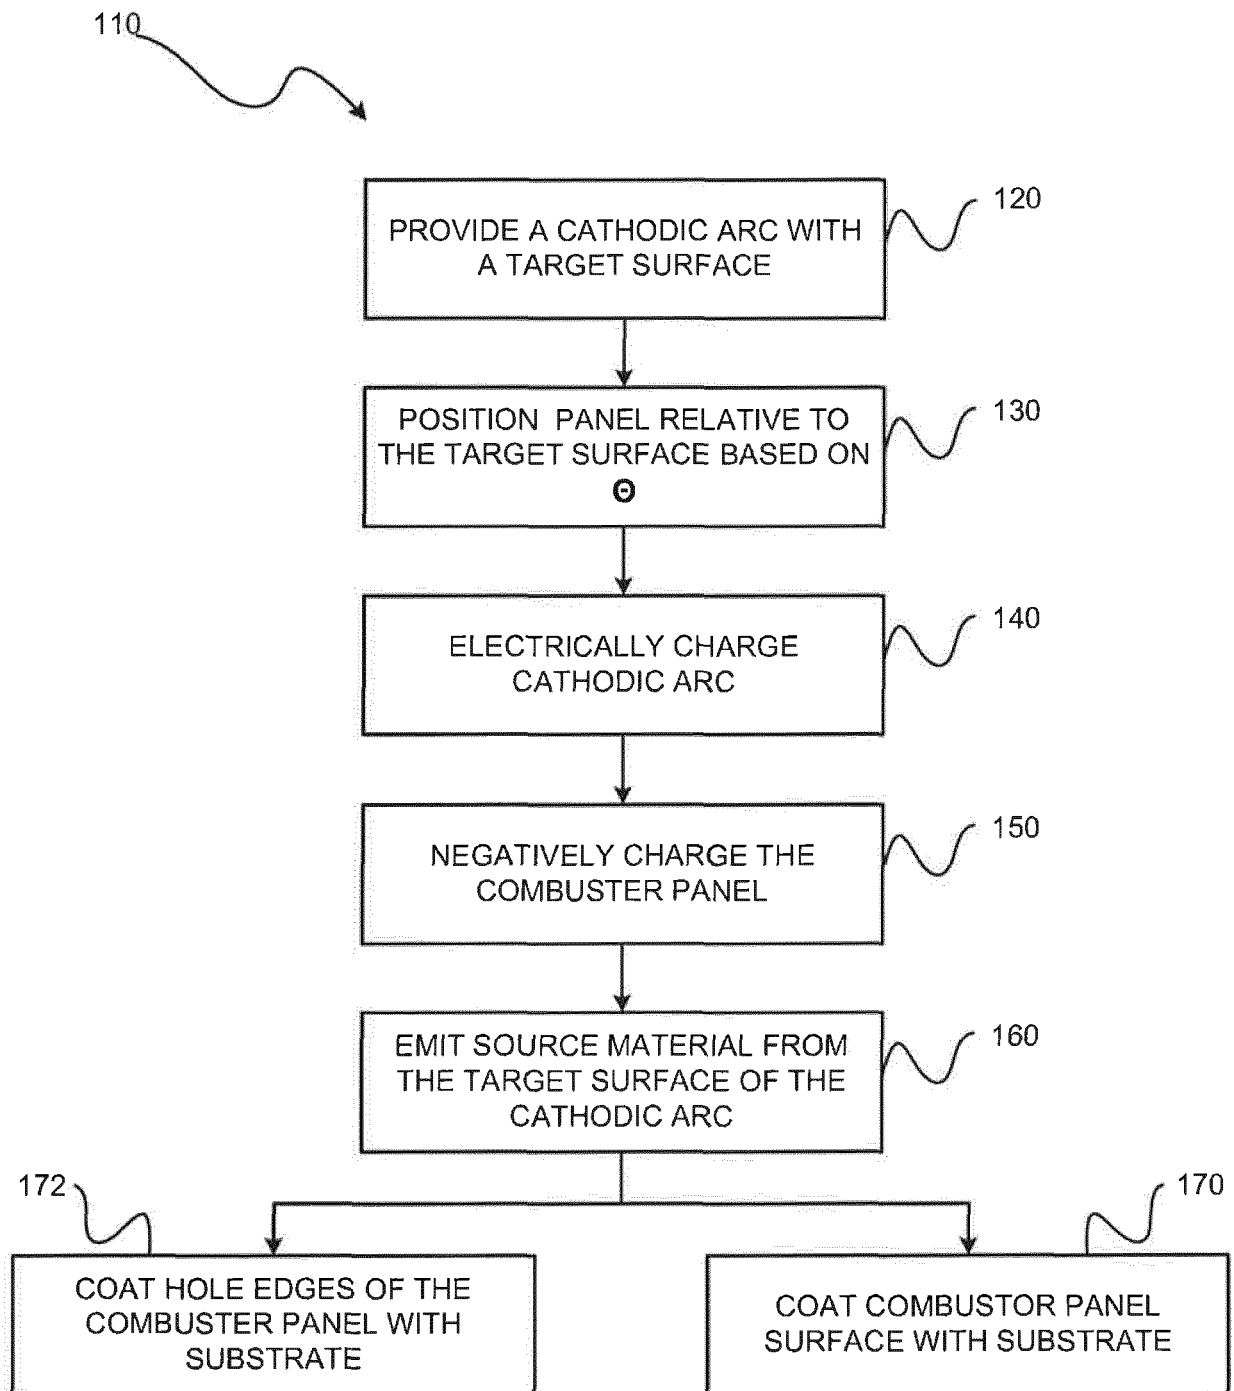 110
PROVIDE A CATHODIC ARC WITH
A TARGET SURFACE
120
POSITION PANEL RELATIVE TO
THE TARGET SURFACE BASED ON
Θ
130
ELECTRICALLY CHARGE
CATHODIC ARC
140
NEGATIVELY CHARGE THE
COMBUSTER PANEL
150
EMIT SOURCE MATERIAL FROM
THE TARGET SURFACE OF THE
CATHODIC ARC
160
172
COAT HOLE EDGES OF THE
COMBUSTER PANEL WITH
SUBSTRATE
170
COAT COMBUSTOR PANEL
SURFACE WITH SUBSTRATE